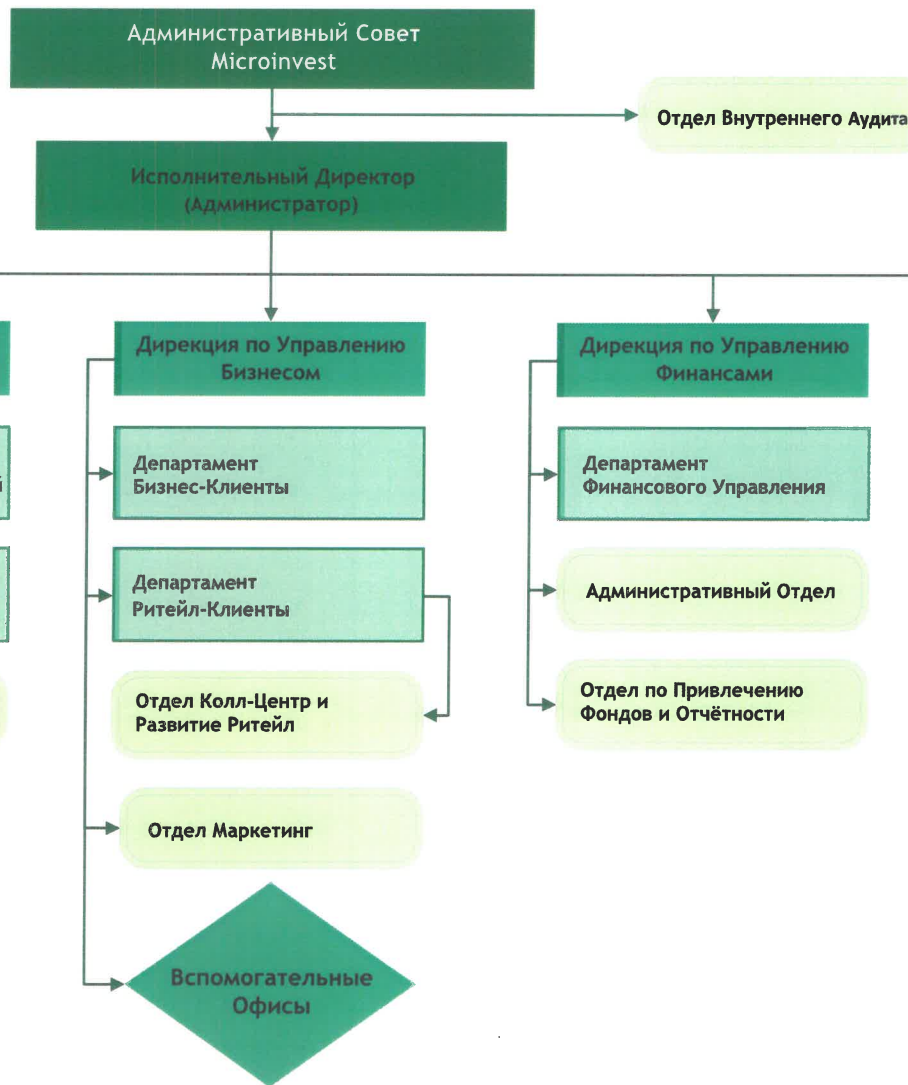 Административный Совет
Microinvest
Отдел Внутреннего Аудита
Исполнительный Директор
(Администратор)
Дирекция по Управлению
Бизнесом
Дирекция по Управлению
Финансами
Департамент
Бизнес-Клиенты
Департамент
Финансового Управления
Департамент
Ритейл-Клиенты
Административный Отдел
Отдел Колл-Центр и
Развитие Ритейл
Отдел по Привлечению
Фондов и Отчётности
Отдел Маркетинг
Вспомогательные
Офисы